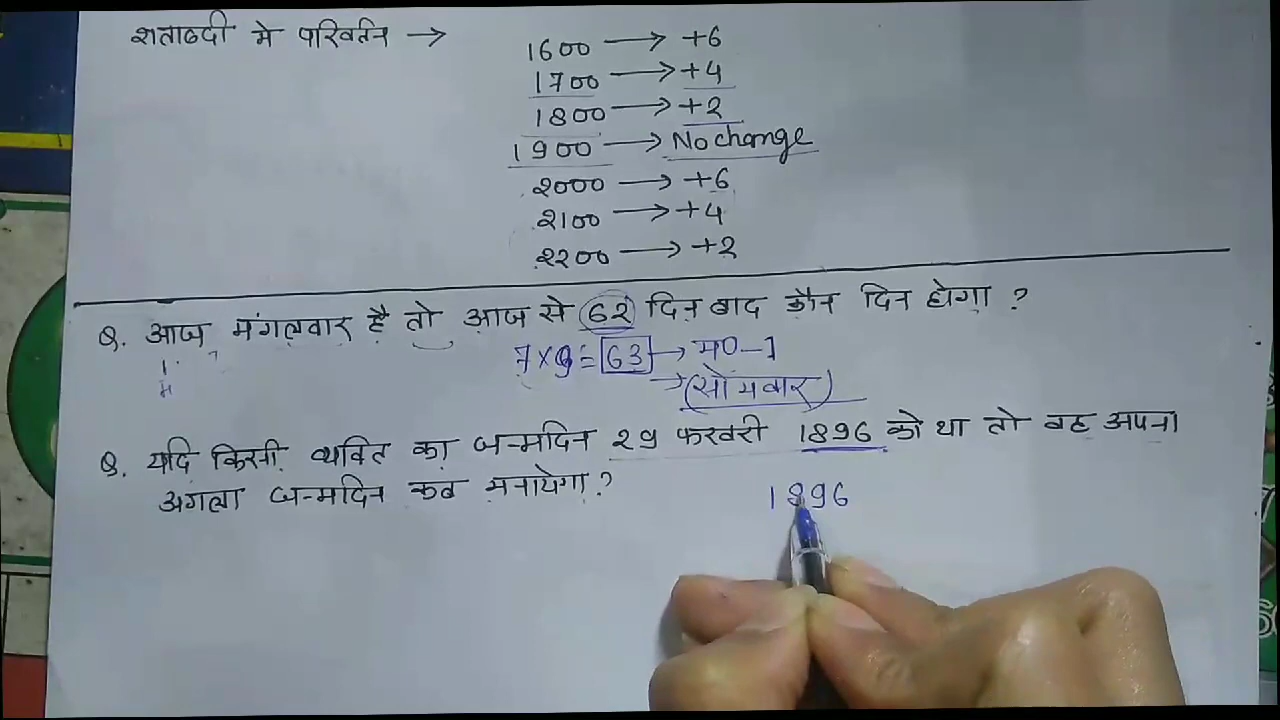 शताब्दी मे परिवर्तन →
1600 → +6
1700 → +4
1800 → +2
1900 → No change
2000 → +6
2100 → +4
2200 → +2
Q. आज मंगलवार है तो आज से 62 दिन बाद कौन दिन होगा ?
7×9=63 → म0-1
→ (सोमवार)
Q. यदि किसी व्यक्ति का जन्मदिन 29 फरवरी 1896 को था तो वह अपना
अगला जन्मदिन कब मनायेगा ?
1896